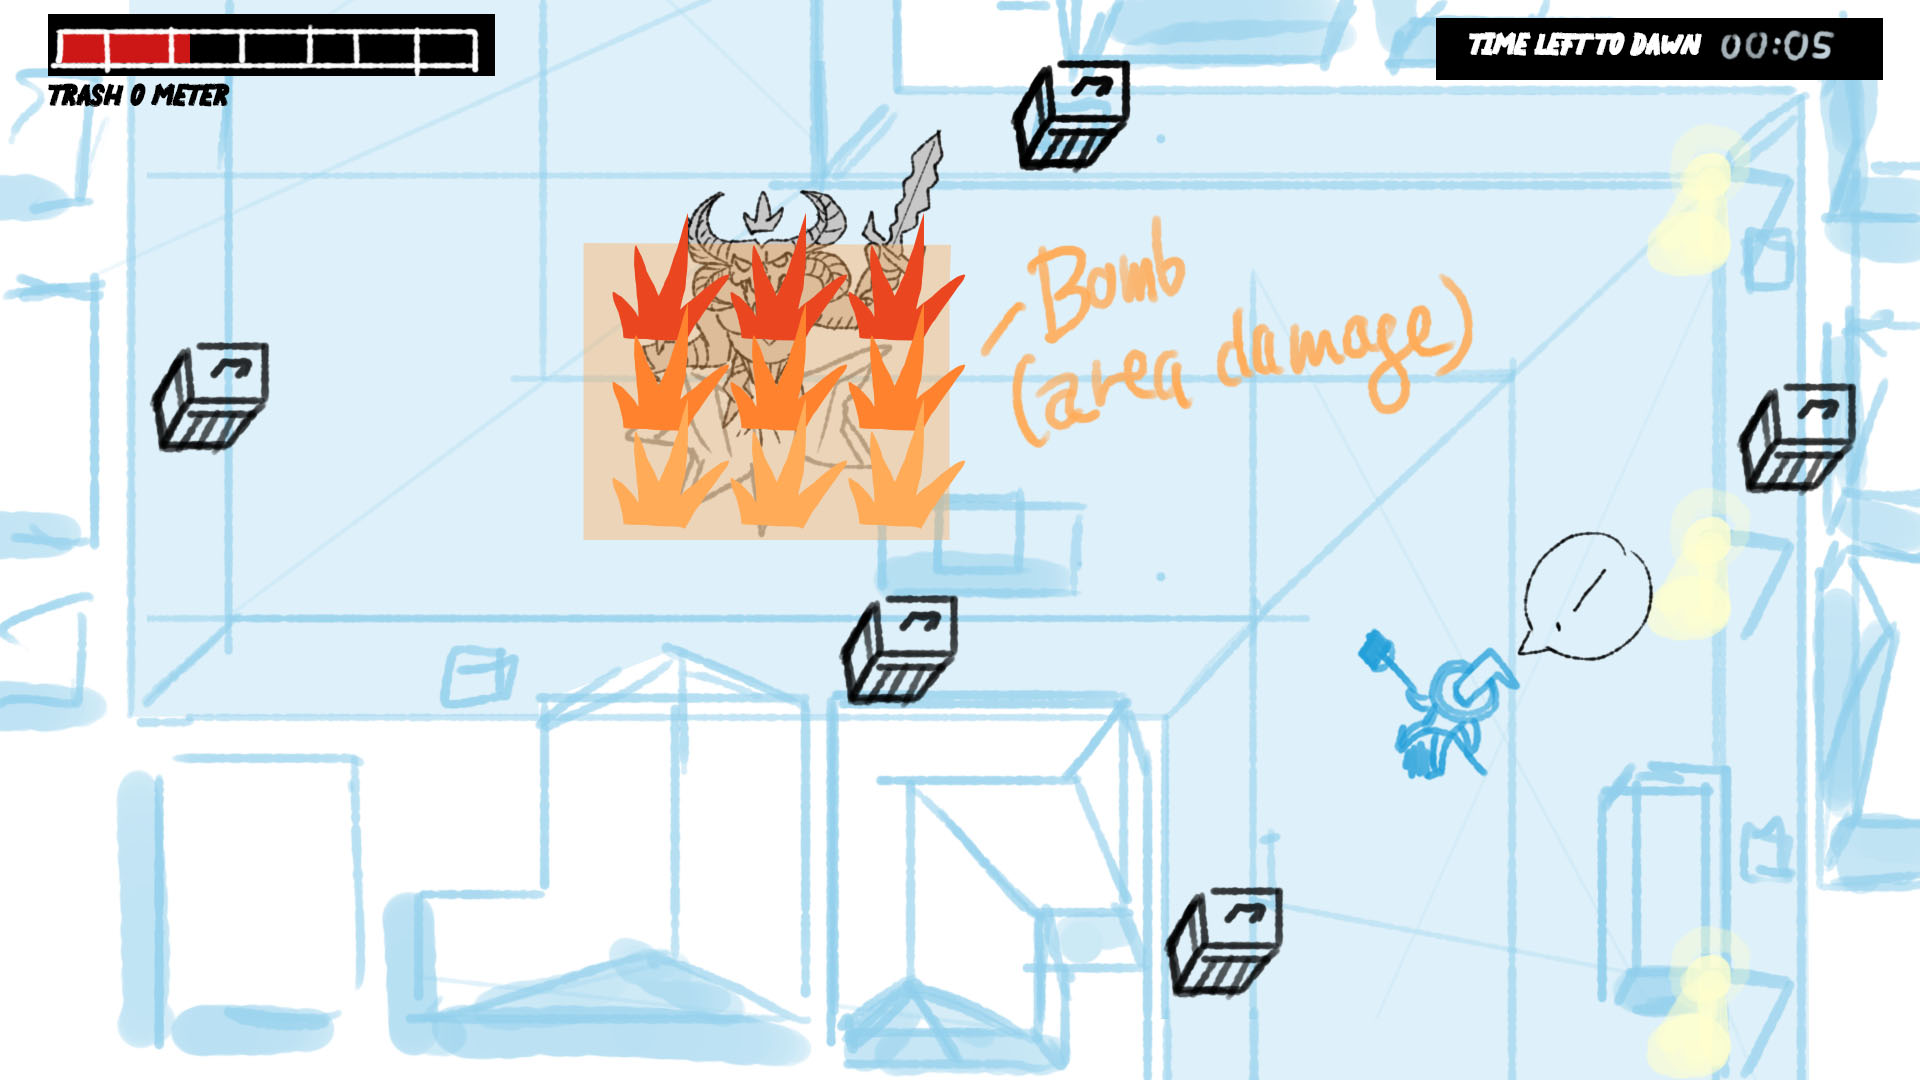 TRASH O METER
TIME LEFT TO DAWN 00:05
Bomb
(area damage)
!